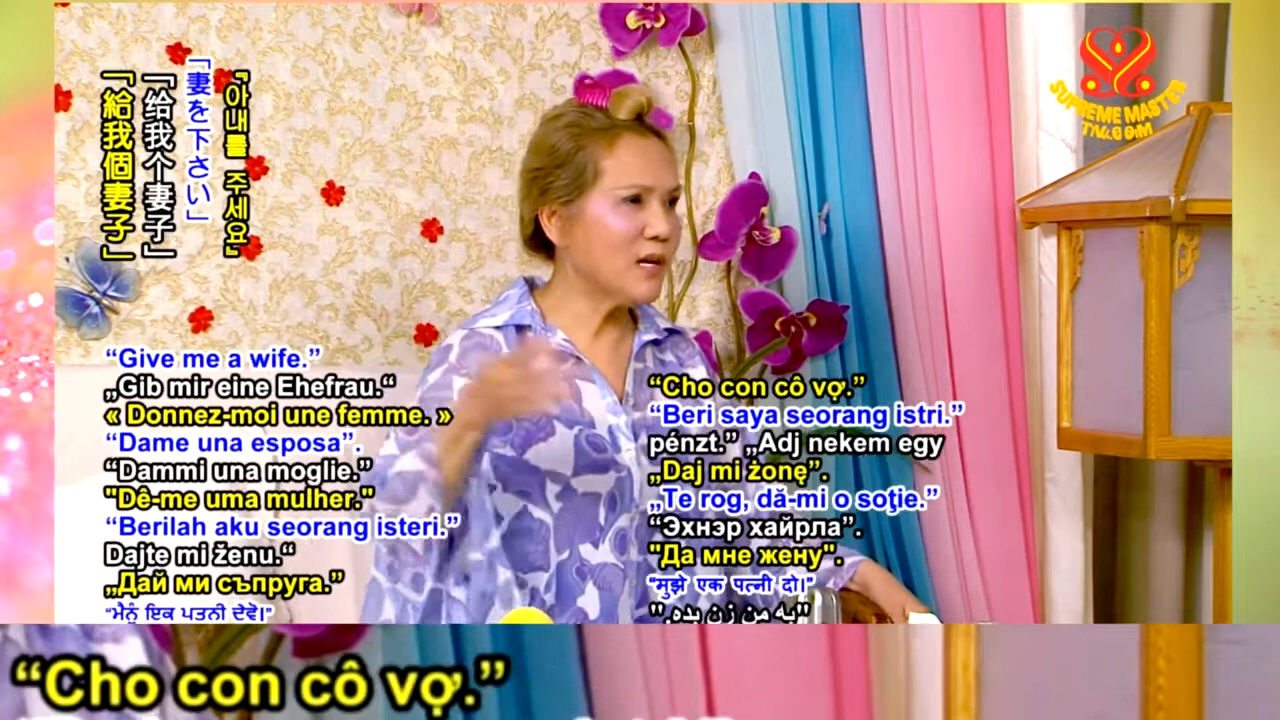 『아내를 주세요』
「妻を下さい」
「给我个妻子」
「給我個妻子」
SUPREME MASTER
TV.COM
“Give me a wife.”
„Gib mir eine Ehefrau.“
« Donnez-moi une femme. »
“Dame una esposa”.
“Dammi una moglie.”
"Dê-me uma mulher."
“Berilah aku seorang isteri.”
Dajte mi ženu.“
„Дай ми съпруга.”
“ਮੈਨੂੰ ਇਕ ਪਤਨੀ ਦੇਵੋ।”
“Cho con cô vợ.”
“Beri saya seorang istri.”
pénzt.” „Adj nekem egy
„Daj mi żonę”.
„Te rog, dă-mi o soţie.”
“Эхнэр хайрла”.
"Да мне жену".
“मुझे एक पत्नी दो।”
"به من زن بده."
“Cho con cô vợ.”